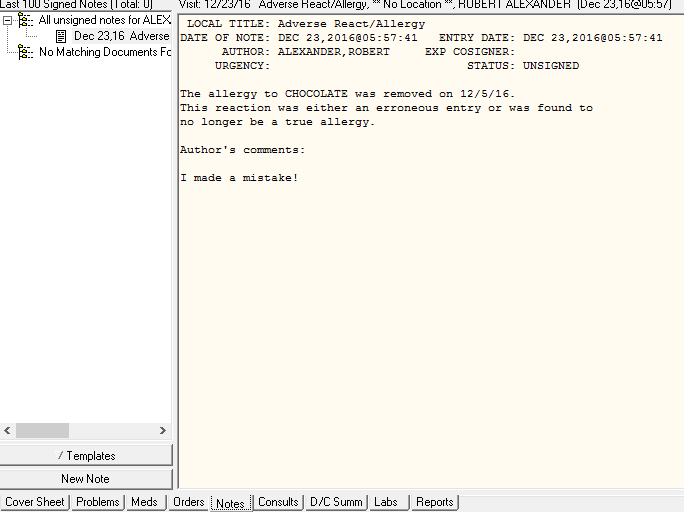 Last 100 Signed Notes (Total: 0)
All unsigned notes for ALEX
Dec 23,16 Adverse
No Matching Documents Fo
/ Templates
New Note
Visit: 12/23/16 Adverse React/Allergy, ** No Location **, ROBERT ALEXANDER (Dec 23,16@05:57)
LOCAL TITLE: Adverse React/Allergy
DATE OF NOTE: DEC 23,2016@05:57:41 ENTRY DATE: DEC 23,2016@05:57:41
AUTHOR: ALEXANDER,ROBERT EXP COSIGNER:
URGENCY: STATUS: UNSIGNED
The allergy to CHOCOLATE was removed on 12/5/16.
This reaction was either an erroneous entry or was found to
no longer be a true allergy.
Author's comments:
I made a mistake!
Cover Sheet Problems Meds Orders Notes Consults D/C Summ Labs Reports